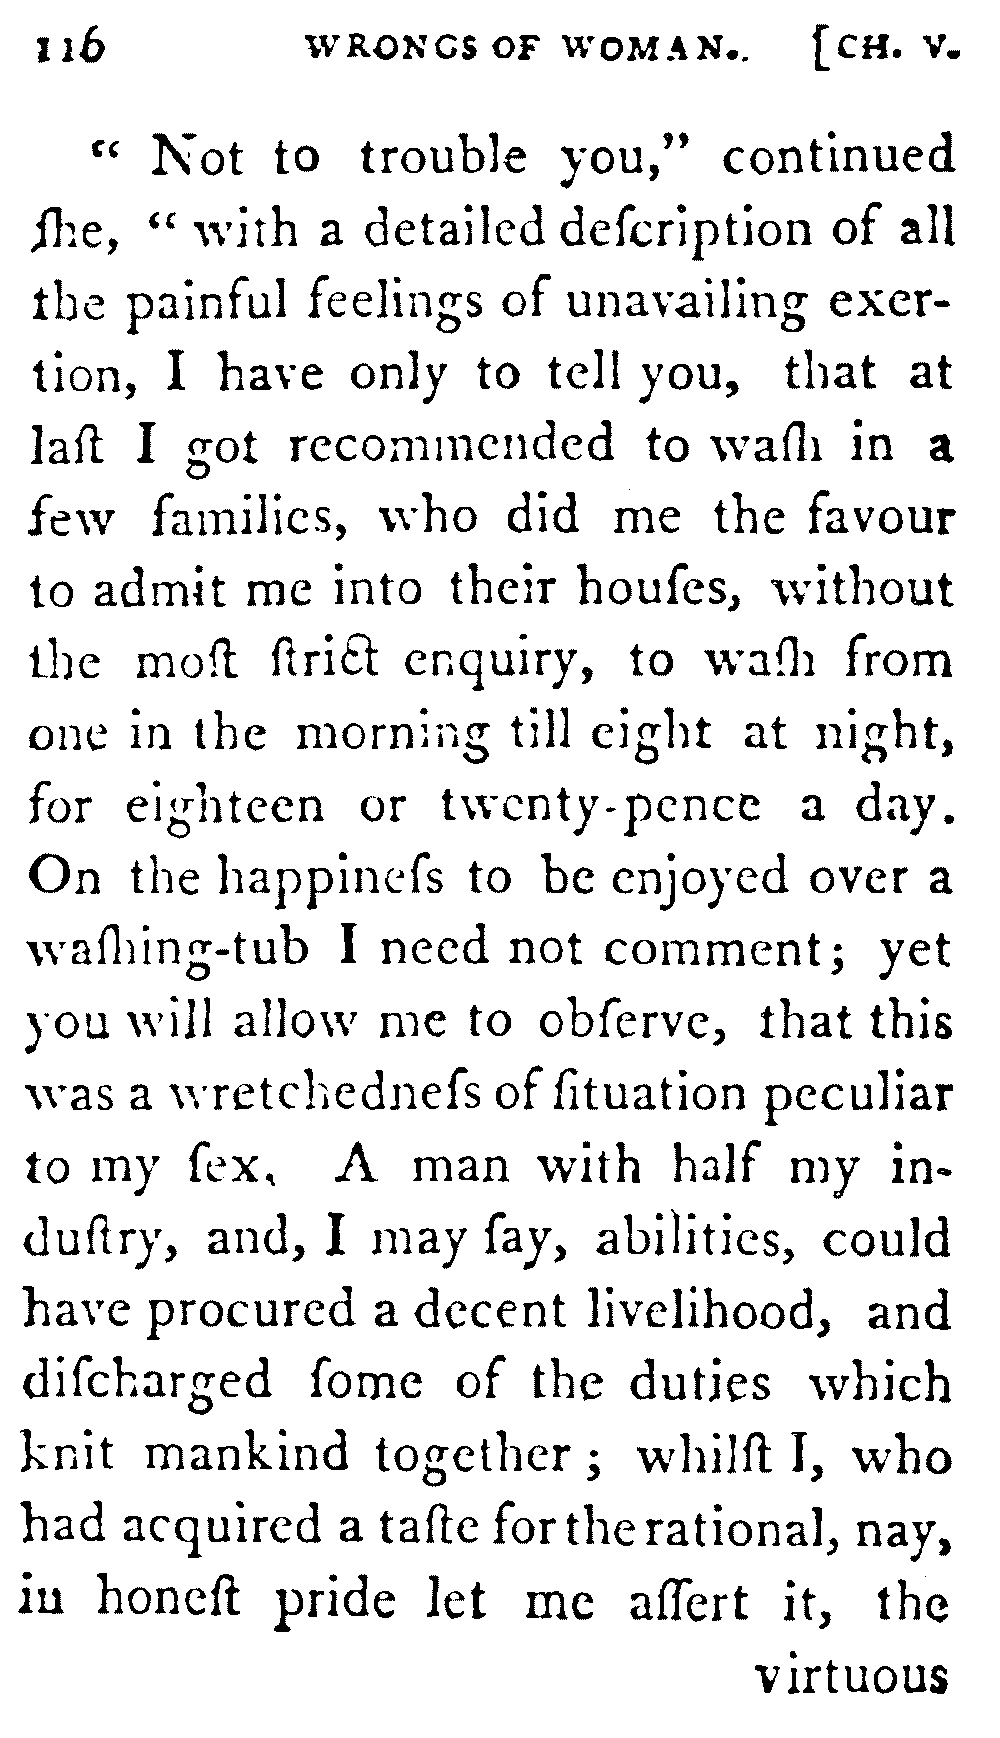 116 WRONGS OF WOMAN.. [CH. V.
“ Not to trouble you,” continued
ſhe, “ with a detailed deſcription of all
the painful feelings of unavailing exer-
tion, I have only to tell you, that at
laſt I got recommended to waſh in a
few families, who did me the favour
to admit me into their houſes, without
the moſt ſtrict enquiry, to waſh from
one in the morning till eight at night,
for eighteen or twenty-pence a day.
On the happineſs to be enjoyed over a
waſhing-tub I need not comment; yet
you will allow me to obſerve, that this
was a wretchedneſs of ſituation peculiar
to my ſex. A man with half my in-
duſtry, and, I may ſay, abilities, could
have procured a decent livelihood, and
diſcharged ſome of the duties which
knit mankind together; whilſt I, who
had acquired a taſte for the rational, nay,
in honeſt pride let me aſſert it, the
virtuous